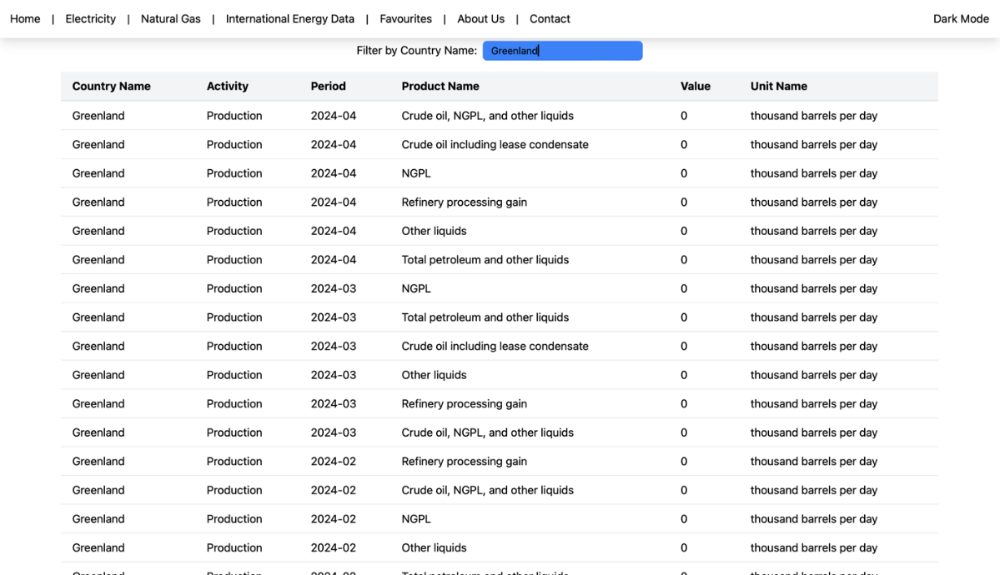 Home | Electricity | Natural Gas | International Energy Data | Favourites | About Us | Contact Dark Mode
Filter by Country Name: Greenland
Country Name Activity Period Product Name Value Unit Name
Greenland Production 2024-04 Crude oil, NGPL, and other liquids 0 thousand barrels per day
Greenland Production 2024-04 Crude oil including lease condensate 0 thousand barrels per day
Greenland Production 2024-04 NGPL 0 thousand barrels per day
Greenland Production 2024-04 Refinery processing gain 0 thousand barrels per day
Greenland Production 2024-04 Other liquids 0 thousand barrels per day
Greenland Production 2024-04 Total petroleum and other liquids 0 thousand barrels per day
Greenland Production 2024-03 NGPL 0 thousand barrels per day
Greenland Production 2024-03 Total petroleum and other liquids 0 thousand barrels per day
Greenland Production 2024-03 Crude oil including lease condensate 0 thousand barrels per day
Greenland Production 2024-03 Other liquids 0 thousand barrels per day
Greenland Production 2024-03 Refinery processing gain 0 thousand barrels per day
Greenland Production 2024-03 Crude oil, NGPL, and other liquids 0 thousand barrels per day
Greenland Production 2024-02 Refinery processing gain 0 thousand barrels per day
Greenland Production 2024-02 Crude oil, NGPL, and other liquids 0 thousand barrels per day
Greenland Production 2024-02 NGPL 0 thousand barrels per day
Greenland Production 2024-02 Other liquids 0 thousand barrels per day